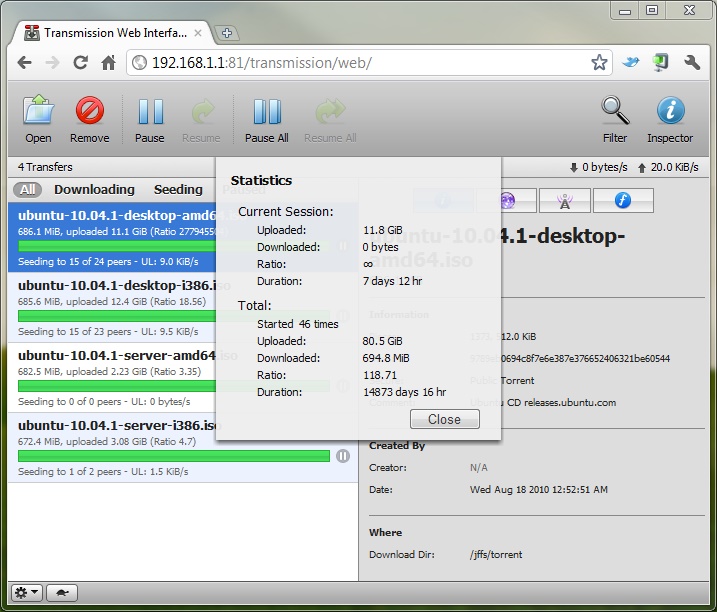 Transmission Web Interfa...
192.168.1.1:81/transmission/web/
Open Remove Pause Resume Pause All Resume All Filter Inspector
4 Transfers
0 bytes/s 20.0 KiB/s
All Downloading Seeding Paused
ubuntu-10.04.1-desktop-amd64.iso
686.1 MiB, uploaded 11.1 GiB (Ratio
Seeding to 15 of 24 peers - UL: 9.0 KiB/s
ubuntu-10.04.1-desktop-i386.iso
685.6 MiB, uploaded 12.4 GiB (Ratio 18.56)
Seeding to 15 of 23 peers - UL: 9.5 KiB/s
ubuntu-10.04.1-server-amd64.iso
682.5 MiB, uploaded 2.23 GiB (Ratio 3.35)
Seeding to 0 of 0 peers - UL: 0 bytes/s
ubuntu-10.04.1-server-i386.iso
672.4 MiB, uploaded 3.08 GiB (Ratio 4.7)
Seeding to 1 of 2 peers - UL: 1.5 KiB/s
Statistics
Current Session:
Uploaded: 11.8 GiB
Downloaded: 0 bytes
Ratio: ∞
Duration: 7 days 12 hr
Total:
Started 46 times
Uploaded: 80.5 GiB
Downloaded: 694.8 MiB
Ratio: 118.71
Duration: 14873 days 16 hr
Close
ubuntu-10.04.1-desktop-
amd64.iso
Information
Public Torrent
Ubuntu CD releases.ubuntu.com
Created By
Creator: N/A
Date: Wed Aug 18 2010 12:52:51 AM
Where
Download Dir: /jffs/torrent